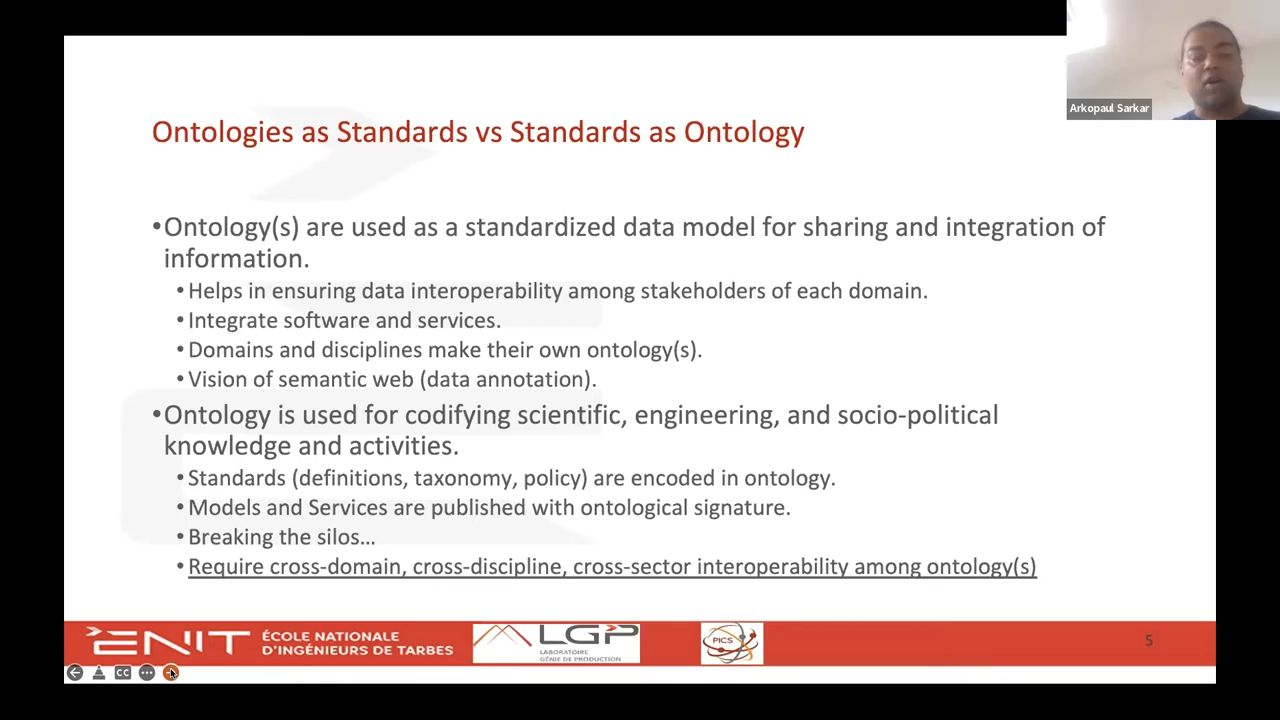 Arkopaul Sarkar
Ontologies as Standards vs Standards as Ontology
•Ontology(s) are used as a standardized data model for sharing and integration of
information.
•Helps in ensuring data interoperability among stakeholders of each domain.
•Integrate software and services.
•Domains and disciplines make their own ontology(s).
•Vision of semantic web (data annotation).
•Ontology is used for codifying scientific, engineering, and socio-political
knowledge and activities.
•Standards (definitions, taxonomy, policy) are encoded in ontology.
•Models and Services are published with ontological signature.
•Breaking the silos…
•Require cross-domain, cross-discipline, cross-sector interoperability among ontology(s)
ENIT
ÉCOLE NATIONALE
D'INGÉNIEURS DE TARBES
LGP
LABORATOIRE
GÉNIE DE PRODUCTION
PICS
5
CC